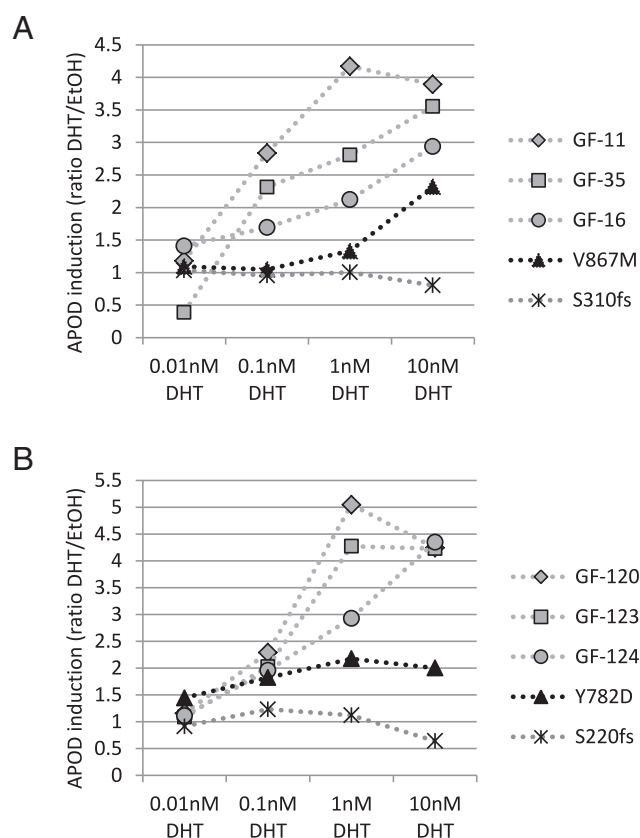 A
APOD induction (ratio DHT/EtOH)
4.5
4
3.5
3
2.5
2
1.5
1
0.5
0
0.01nM DHT
0.1nM DHT
1nM DHT
10nM DHT
GF-11
GF-35
GF-16
V867M
S310fs
B
APOD induction (ratio DHT/EtOH)
5.5
5
4.5
4
3.5
3
2.5
2
1.5
1
0.5
0
0.01nM DHT
0.1nM DHT
1nM DHT
10nM DHT
GF-120
GF-123
GF-124
Y782D
S220fs